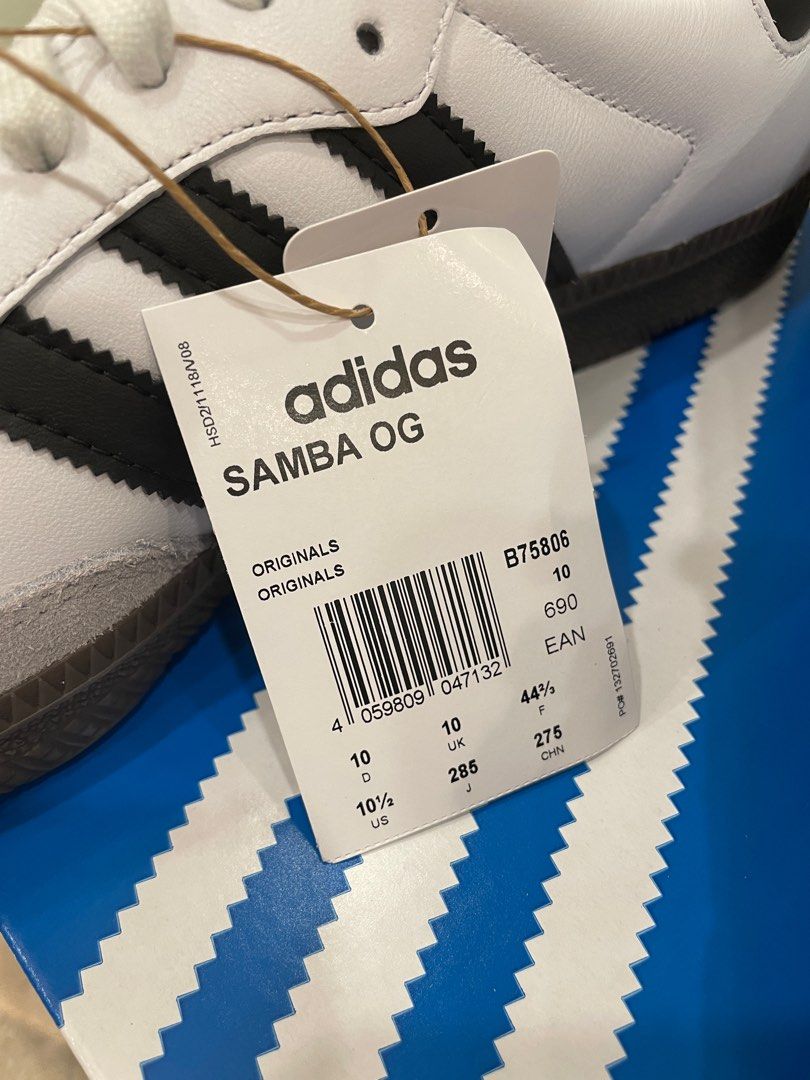 HSD2/1118/V08
adidas
SAMBA OG
ORIGINALS
ORIGINALS
B75806
10
690
EAN
4 059809 047132
PO# 132702691
10
D
10
UK
44⅔
F
10½
US
285
J
275
CHN